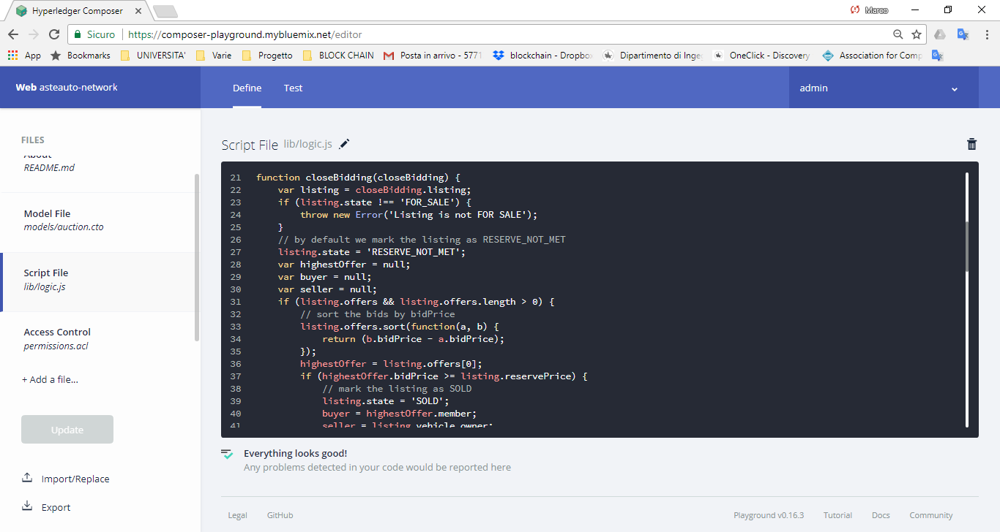 Hyperledger Composer
Marco
Sicuro
https://composer-playground.mybluemix.net/editor
App
Bookmarks
UNIVERSITA'
Varie
Progetto
BLOCK CHAIN
Posta in arrivo - 5771
blockchain - Dropbo
Dipartimento di Inge
OneClick - Discovery
Association for Comp
Web asteauto-network
Define
Test
admin
FILES
About
README.md
Model File
models/auction.cto
Script File
lib/logic.js
Access Control
permissions.acl
+ Add a file...
Update
Import/Replace
Export
Script File lib/logic.js
21 function closeBidding(closeBidding) {
22     var listing = closeBidding.listing;
23     if (listing.state !== 'FOR_SALE') {
24         throw new Error('Listing is not FOR SALE');
25     }
26     // by default we mark the listing as RESERVE_NOT_MET
27     listing.state = 'RESERVE_NOT_MET';
28     var highestOffer = null;
29     var buyer = null;
30     var seller = null;
31     if (listing.offers && listing.offers.length > 0) {
32         // sort the bids by bidPrice
33         listing.offers.sort(function(a, b) {
34             return (b.bidPrice - a.bidPrice);
35         });
36         highestOffer = listing.offers[0];
37         if (highestOffer.bidPrice >= listing.reservePrice) {
38             // mark the listing as SOLD
39             listing.state = 'SOLD';
40             buyer = highestOffer.member;
41             seller = listing.vehicle.owner;
Everything looks good!
Any problems detected in your code would be reported here
Legal
GitHub
Playground v0.16.3
Tutorial
Docs
Community